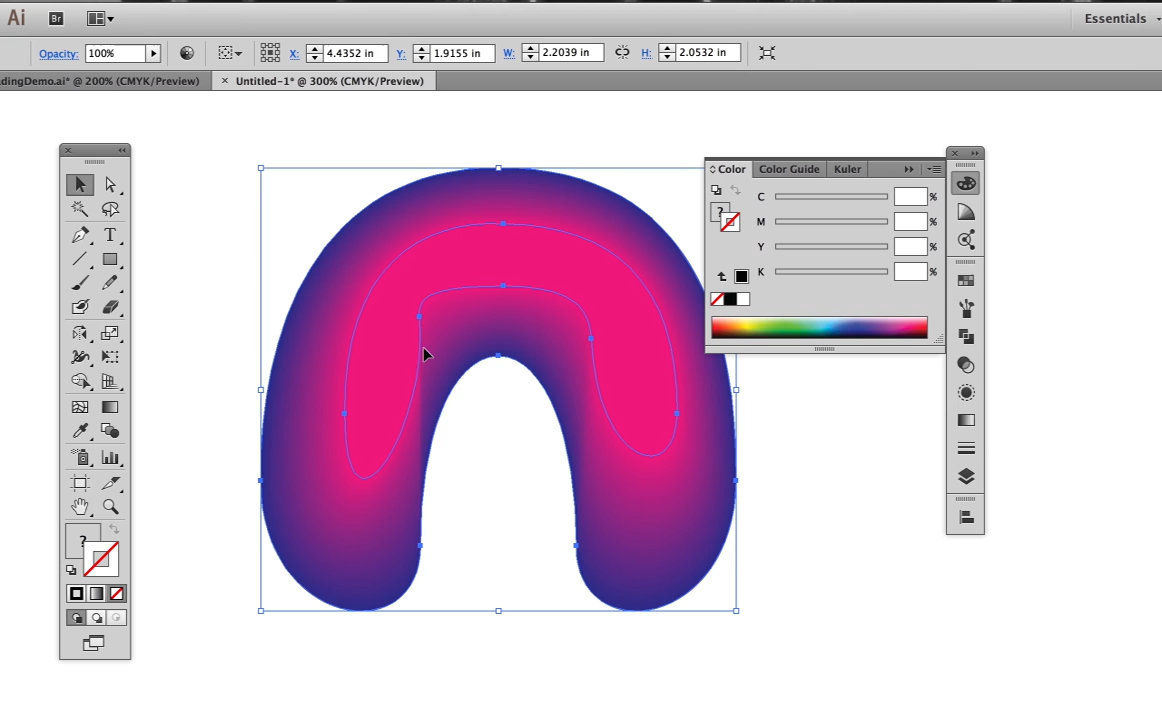 Ai Br Essentials
Opacity: 100% X: 4.4352 in Y: 1.9155 in W: 2.2039 in H: 2.0532 in
dingDemo.ai* @ 200% (CMYK/Preview) × Untitled-1* @ 300% (CMYK/Preview)
Color Color Guide Kuler
C %
? M %
Y %
K %
T
?